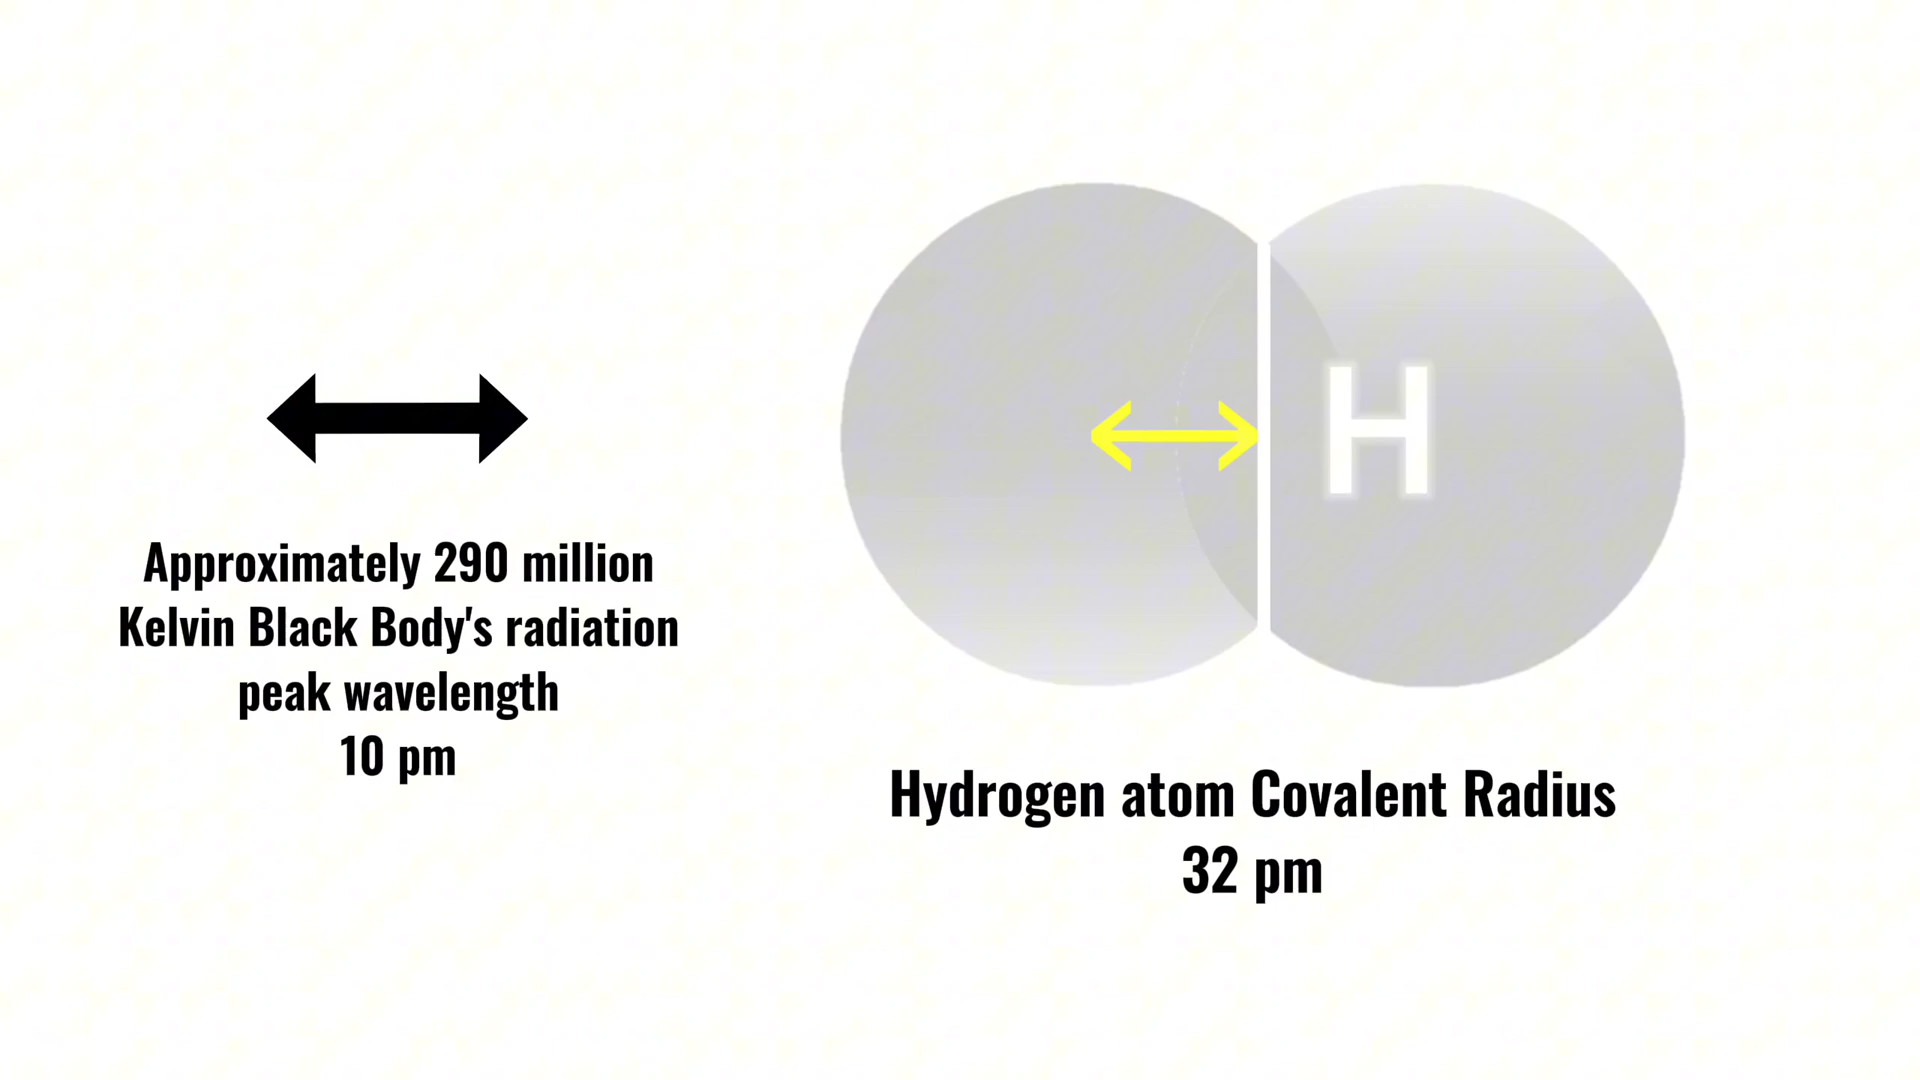 Approximately 290 million
Kelvin Black Body's radiation
peak wavelength
10 pm
H
Hydrogen atom Covalent Radius
32 pm